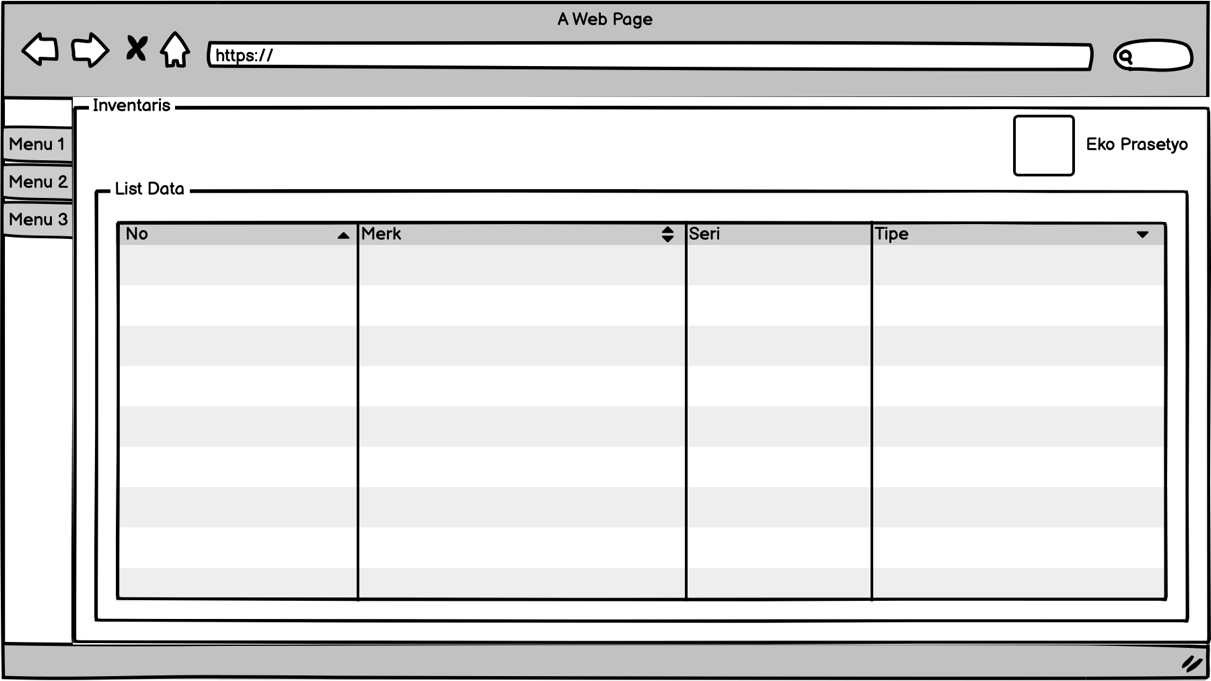 A Web Page
https://
Inventaris
Eko Prasetyo
Menu 1
Menu 2
Menu 3
List Data
No Merk Seri Tipe